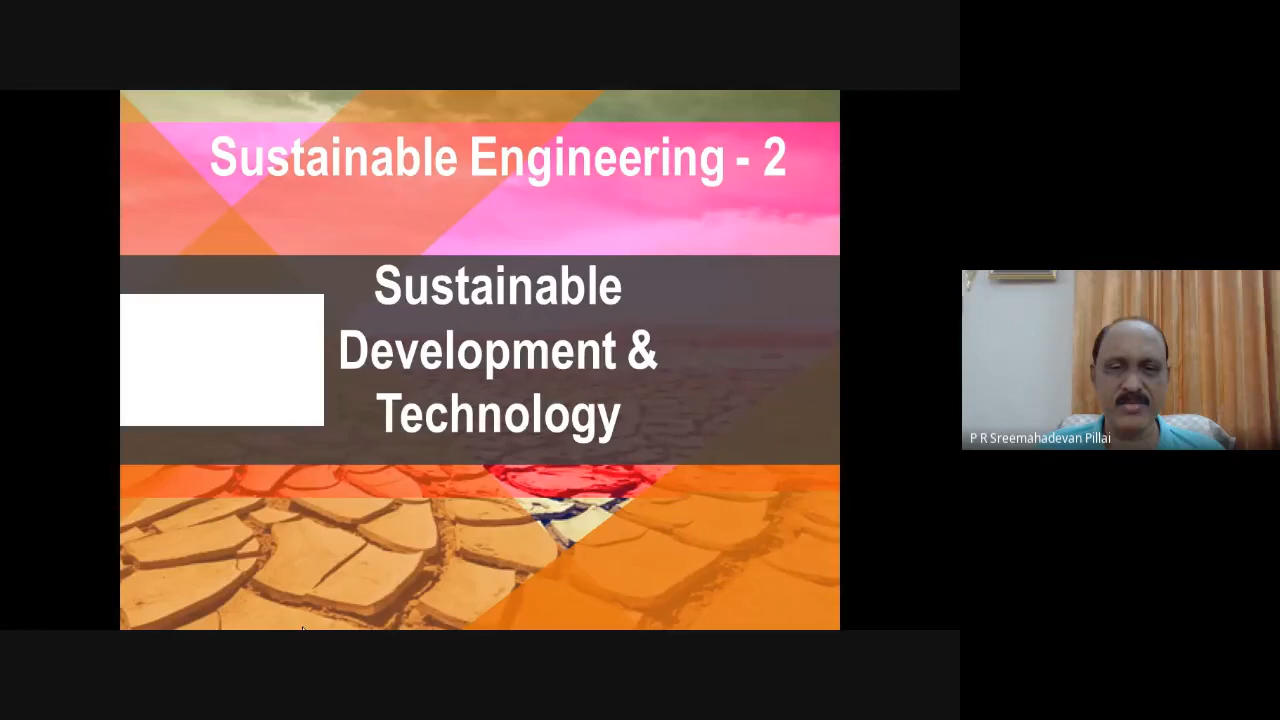 Sustainable Engineering - 2
Sustainable
Development &
Technology
P R Sreemahadevan Pillai